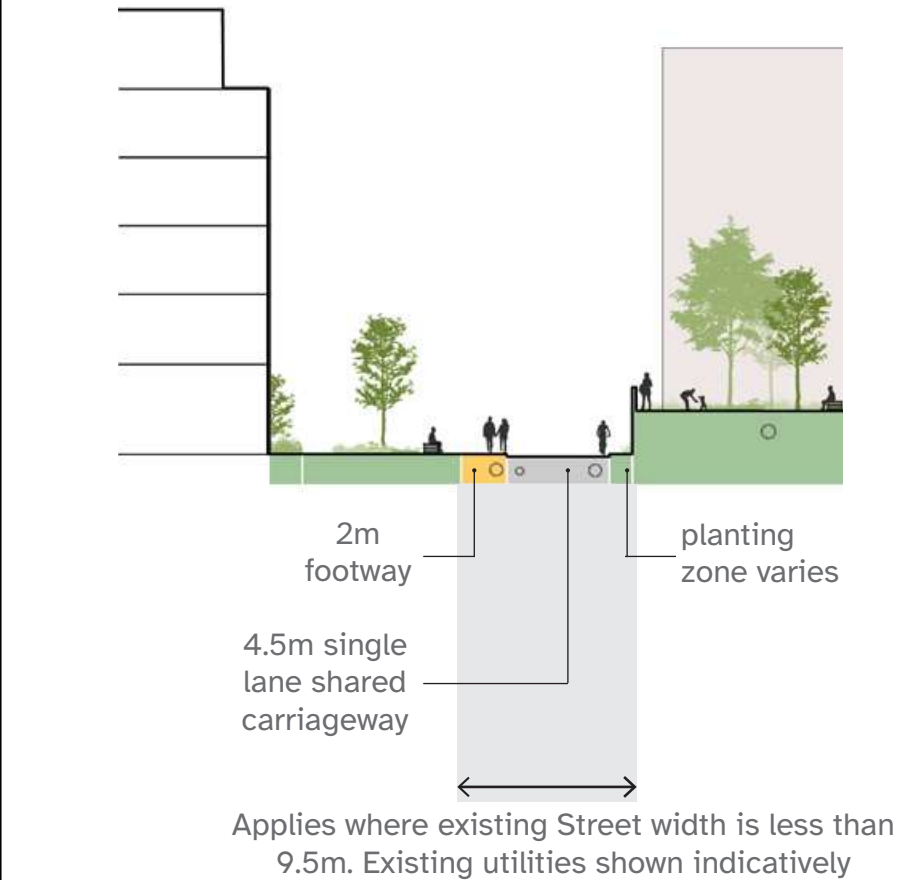 2m
footway
planting
zone varies
4.5m single
lane shared
carriageway
Applies where existing Street width is less than
9.5m. Existing utilities shown indicatively